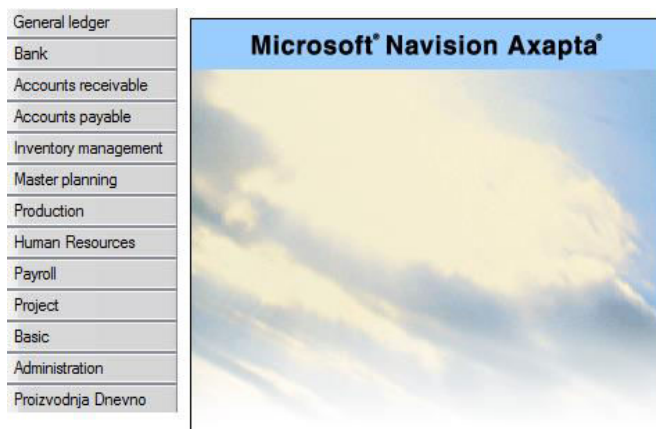 General ledger
Bank
Accounts receivable
Accounts payable
Inventory management
Master planning
Production
Human Resources
Payroll
Project
Basic
Administration
Proizvodnja Dnevno
Microsoft® Navision Axapta®